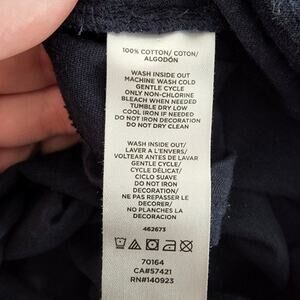 100% COTTON/ COTON/
ALGODÓN
WASH INSIDE OUT
MACHINE WASH COLD
GENTLE CYCLE
ONLY NON-CHLORINE
BLEACH WHEN NEEDED
TUMBLE DRY LOW
COOL IRON IF NEEDED
DO NOT IRON DECORATION
DO NOT DRY CLEAN
WASH INSIDE OUT/
LAVER A L'ENVERS/
VOLTEAR ANTES DE LAVAR
GENTLE CYCLE/
CYCLE DÉLICAT/
CICLO SUAVE
DO NOT IRON
DECORATION/
NE PAS REPASSER LE
DECORER/
NO PLANCHES LA
DECORACION
462673
70164
CA#57421
RN#140923